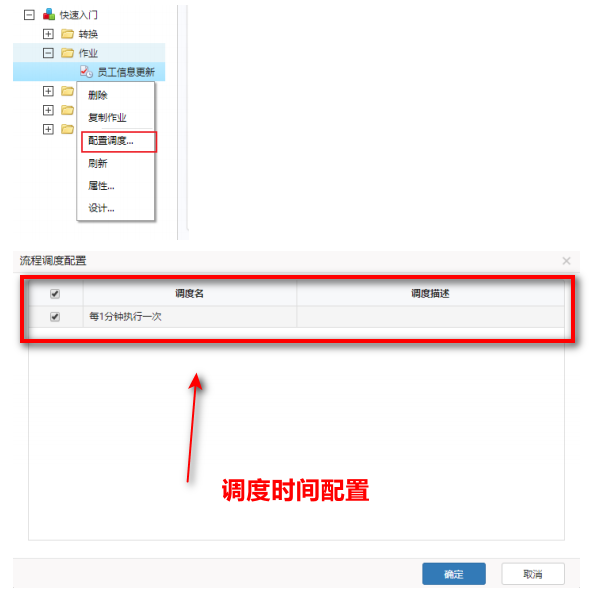 快速入门
转换
作业
员工信息更新
删除
复制作业
配置调度...
刷新
属性...
设计...
流程调度配置
调度名 调度描述
每1分钟执行一次
调度时间配置
确定 取消